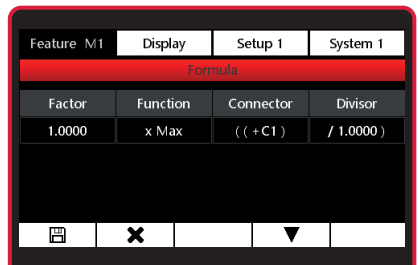 Feature M1 Display Setup 1 System 1
Formula
Factor Function Connector Divisor
1.0000 x Max ( ( + C1 ) / 1.0000 )